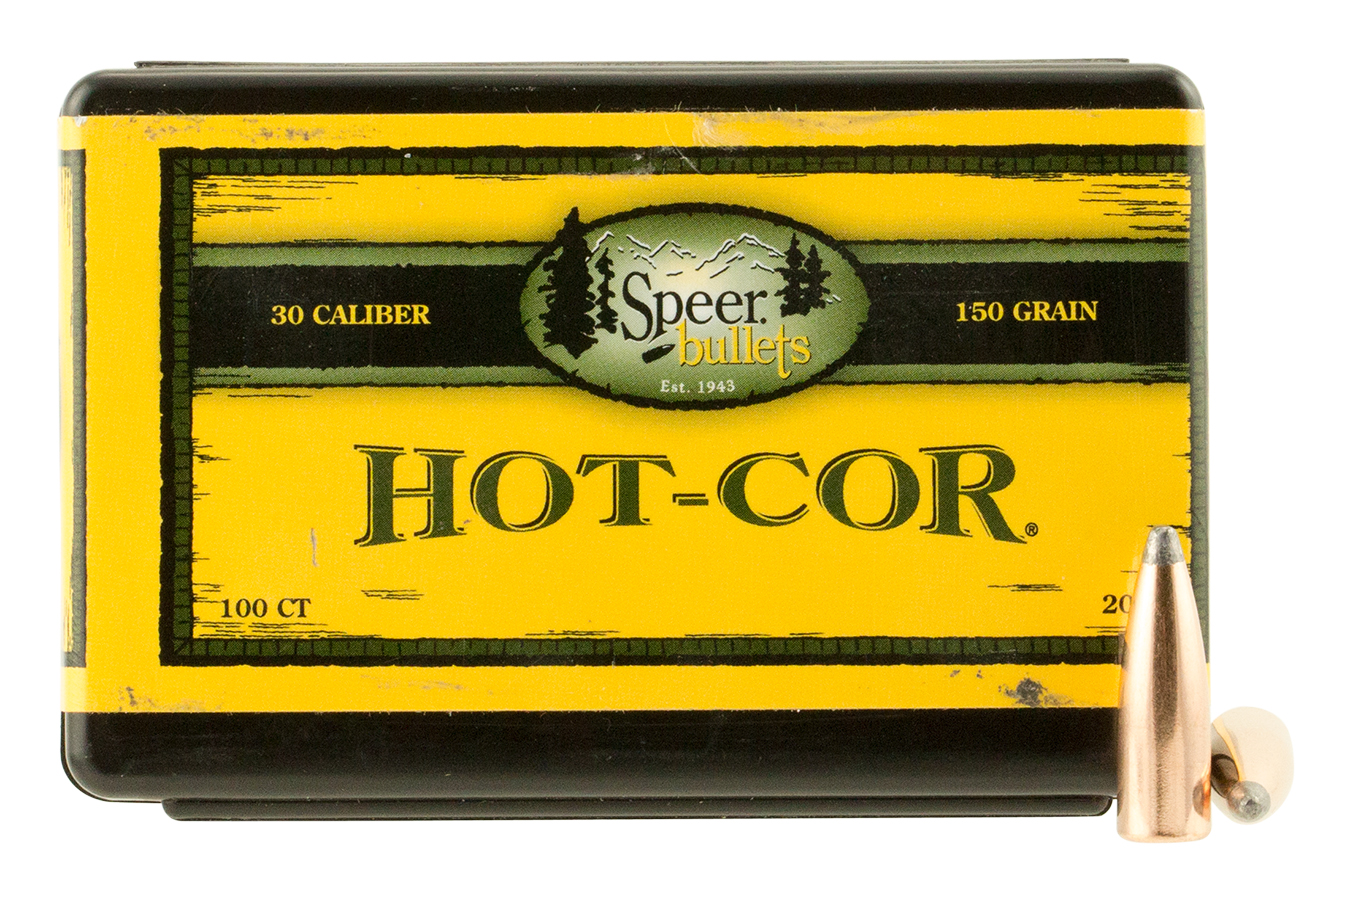 30 CALIBER
Speer
bullets
Est. 1943
150 GRAIN
HOT-COR®
100 CT